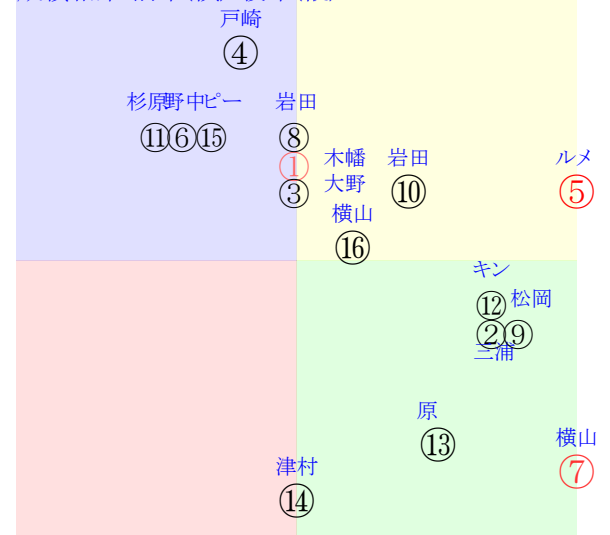 戸崎
④
杉原野中ピー 岩田
⑪⑥⑮ ⑧
① 木幡 岩田 ルメ
③ 大野 ⑩ ⑤
横山
⑯
キン
⑫ 松岡
②⑨
三浦
原
⑬ 横山
津村 ⑦
⑭